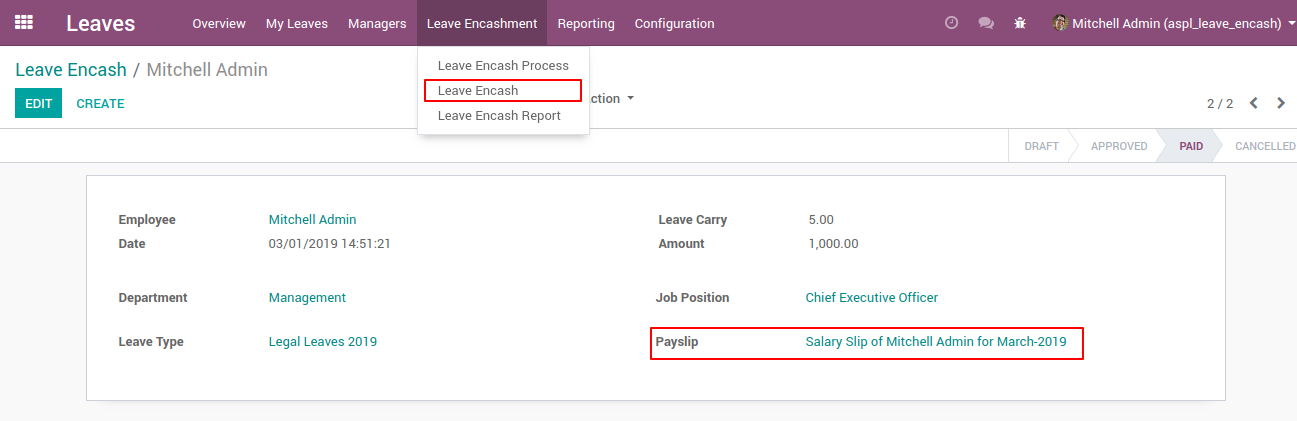 Leaves Overview My Leaves Managers Leave Encashment Reporting Configuration Mitchell Admin (aspl_leave_encash)
Leave Encash / Mitchell Admin
Leave Encash Process
Leave Encash
Leave Encash Report
EDIT CREATE ction 2 / 2
DRAFT APPROVED PAID CANCELLED
Employee Mitchell Admin Leave Carry 5.00
Date 03/01/2019 14:51:21 Amount 1,000.00
Department Management Job Position Chief Executive Officer
Leave Type Legal Leaves 2019 Payslip Salary Slip of Mitchell Admin for March-2019